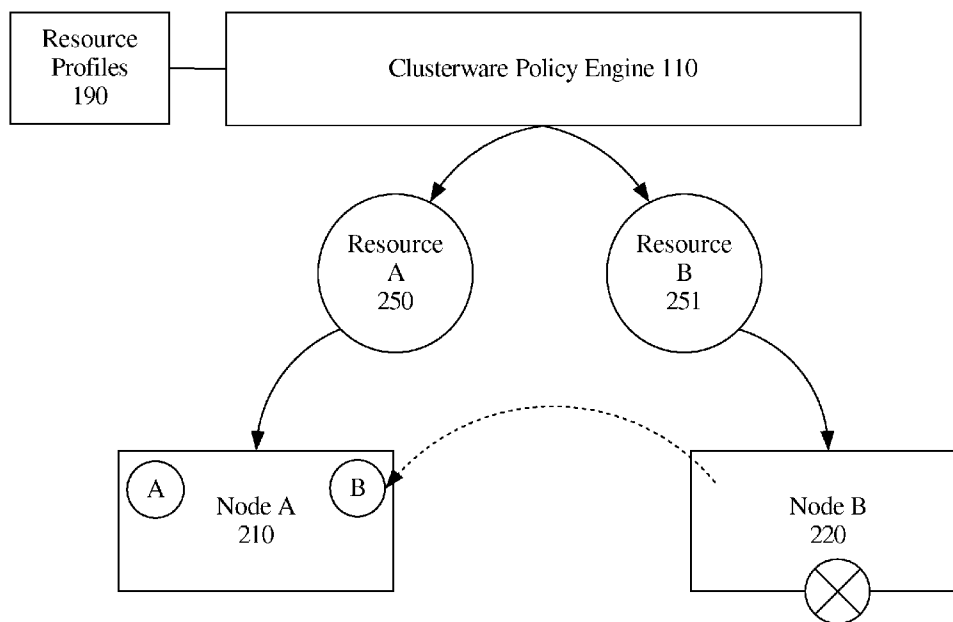 Resource
Profiles
190
Clusterware Policy Engine 110
Resource
A
250
Resource
B
251
A
Node A
210
B
Node B
220